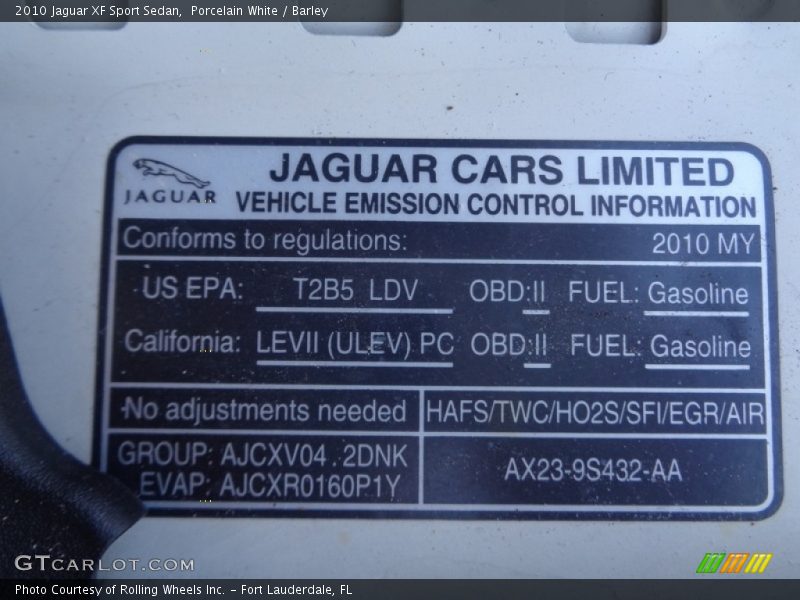 2010 Jaguar XF Sport Sedan, Porcelain White / Barley
JAGUAR
JAGUAR CARS LIMITED
VEHICLE EMISSION CONTROL INFORMATION
Conforms to regulations: 2010 MY
US EPA: T2B5 LDV OBD:II FUEL: Gasoline
California: LEVII (ULEV) PC OBD:II FUEL: Gasoline
No adjustments needed HAFS/TWC/HO2S/SFI/EGR/AIR
GROUP: AJCXV04.2DNK
EVAP: AJCXR0160P1Y
AX23-9S432-AA
GTCARLOT.COM
Photo Courtesy of Rolling Wheels Inc. - Fort Lauderdale, FL